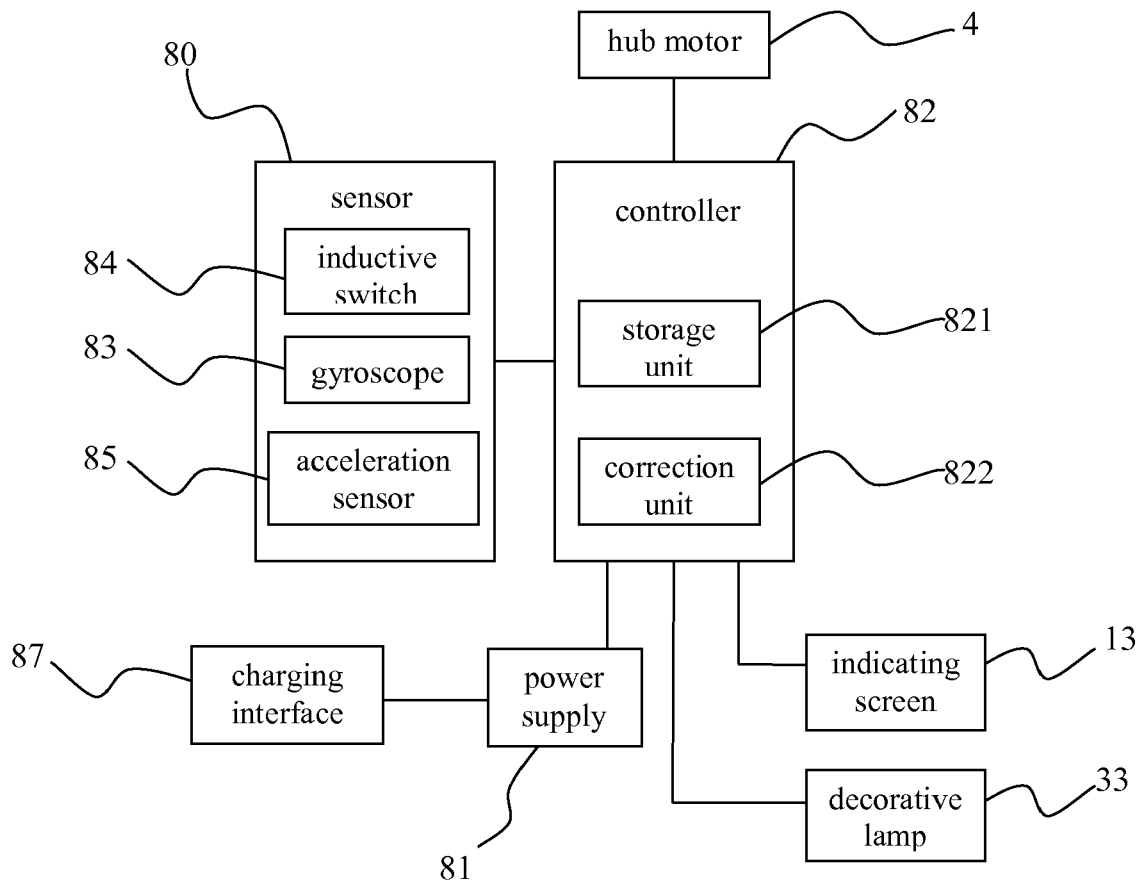 hub motor
4
80
82
sensor
controller
84
inductive
switch
821
storage
unit
83
gyroscope
85
acceleration
sensor
822
correction
unit
87
charging
interface
power
supply
13
indicating
screen
33
decorative
lamp
81